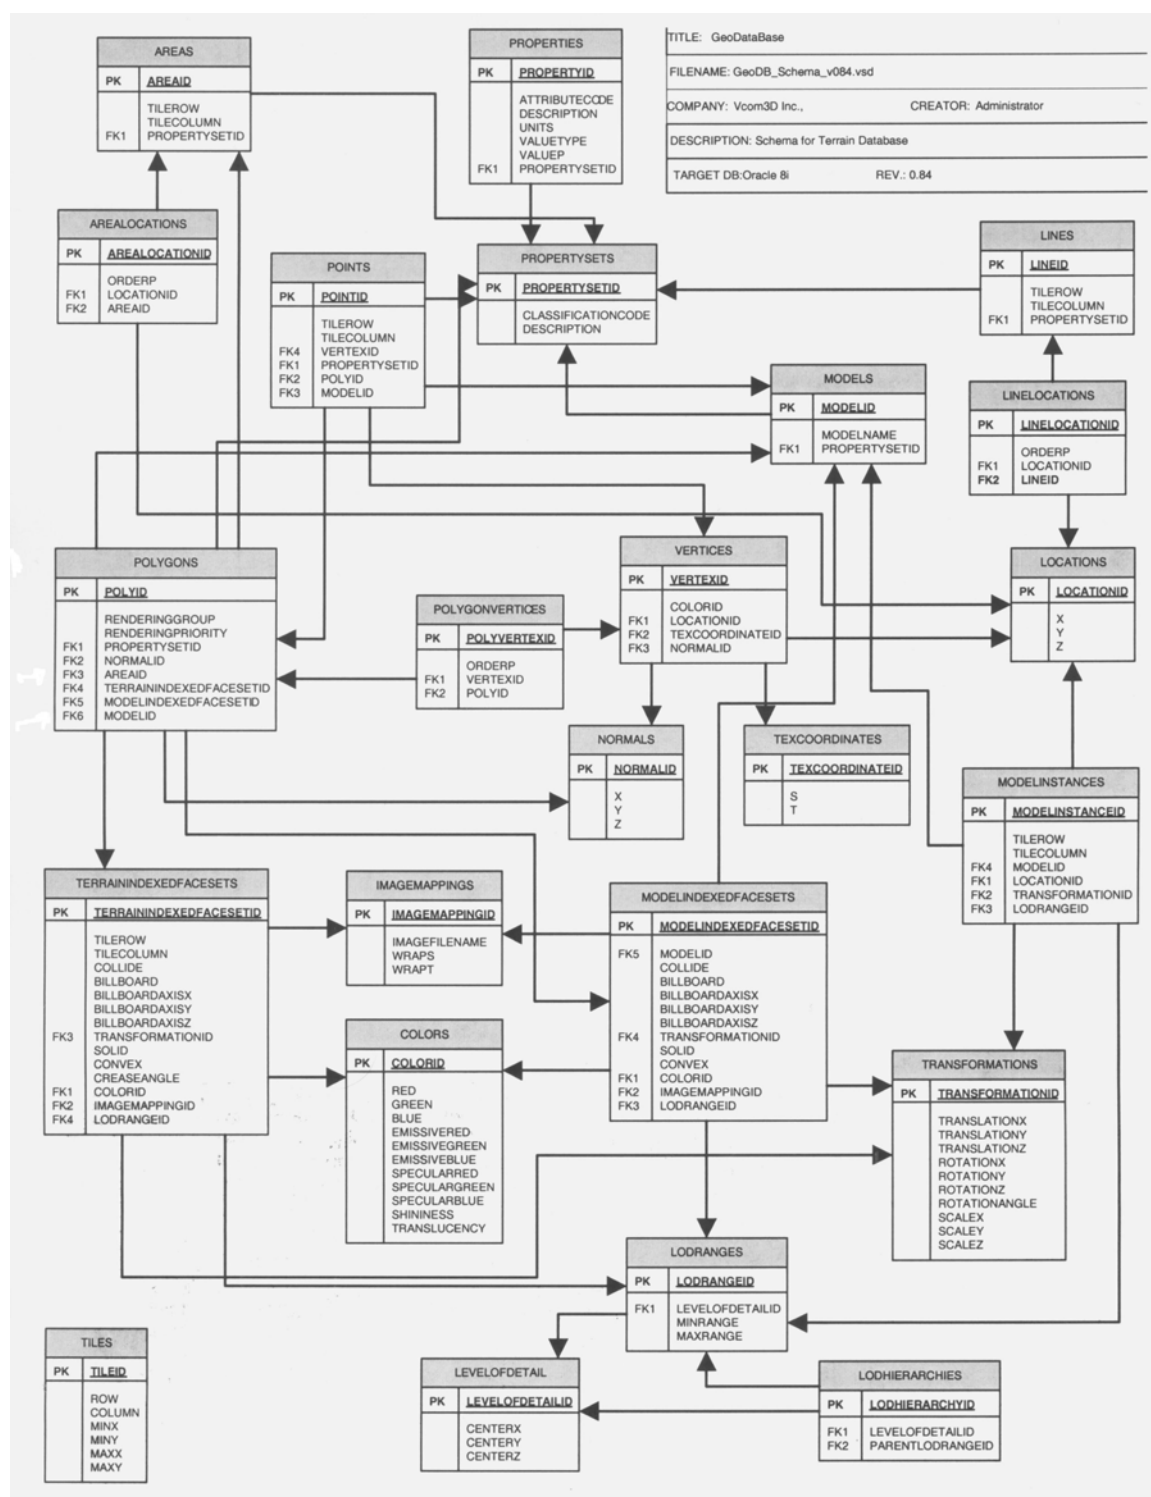 TITLE: GeoDataBase
FILENAME: GeoDB_Schema_v084.vsd
COMPANY: Vcom3D Inc., CREATOR: Administrator
DESCRIPTION: Schema for Terrain Database
TARGET DB:Oracle 8i REV.: 0.84
AREAS
PK AREAID
TILEROW
TILECOLUMN
FK1 PROPERTYSETID
PROPERTIES
PK PROPERTYID
ATTRIBUTECODE
DESCRIPTION
UNITS
VALUETYPE
VALUEP
FK1 PROPERTYSETID
AREALOCATIONS
PK AREALOCATIONID
ORDERP
FK1 LOCATIONID
FK2 AREAID
POINTS
PK POINTID
TILEROW
TILECOLUMN
FK4 VERTEXID
FK1 PROPERTYSETID
FK2 POLYID
FK3 MODELID
PROPERTYSETS
PK PROPERTYSETID
CLASSIFICATIONCODE
DESCRIPTION
LINES
PK LINEID
TILEROW
TILECOLUMN
FK1 PROPERTYSETID
MODELS
PK MODELID
MODELNAME
FK1 PROPERTYSETID
LINELOCATIONS
PK LINELOCATIONID
ORDERP
FK1 LOCATIONID
FK2 LINEID
POLYGONS
PK POLYID
RENDERINGGROUP
RENDERINGPRIORITY
FK1 PROPERTYSETID
FK2 NORMALID
FK3 AREAID
FK4 TERRAININDEXEDFACESETID
FK5 MODELINDEXEDFACESETID
FK6 MODELID
POLYGONVERTICES
PK POLYVERTEXID
ORDERP
FK1 VERTEXID
FK2 POLYID
VERTICES
PK VERTEXID
COLORID
FK1 LOCATIONID
FK2 TEXCOORDINATEID
FK3 NORMALID
LOCATIONS
PK LOCATIONID
X
Y
Z
NORMALS
PK NORMALID
X
Y
Z
TEXCOORDINATES
PK TEXCOORDINATEID
S
T
MODELINSTANCES
PK MODELINSTANCEID
TILEROW
TILECOLUMN
FK4 MODELID
FK1 LOCATIONID
FK2 TRANSFORMATIONID
FK3 LODRANGEID
TERRAININDEXEDFACESETS
PK TERRAININDEXEDFACESETID
TILEROW
TILECOLUMN
COLLIDE
BILLBOARD
BILLBOARDAXISX
BILLBOARDAXISY
BILLBOARDAXISZ
FK3 TRANSFORMATIONID
SOLID
CONVEX
CREASEANGLE
FK1 COLORID
FK2 IMAGEMAPPINGID
FK4 LODRANGEID
IMAGEMAPPINGS
PK IMAGEMAPPINGID
IMAGEFILENAME
WRAPS
WRAPT
MODELINDEXEDFACESETS
PK MODELINDEXEDFACESETID
FK5 MODELID
COLLIDE
BILLBOARD
BILLBOARDAXISX
BILLBOARDAXISY
BILLBOARDAXISZ
FK4 TRANSFORMATIONID
SOLID
CONVEX
FK1 COLORID
FK2 IMAGEMAPPINGID
FK3 LODRANGEID
COLORS
PK COLORID
RED
GREEN
BLUE
EMISSIVERED
EMISSIVEGREEN
EMISSIVEBLUE
SPECULARRED
SPECULARGREEN
SPECULARBLUE
SHININESS
TRANSLUCENCY
TRANSFORMATIONS
PK TRANSFORMATIONID
TRANSLATIONX
TRANSLATIONY
TRANSLATIONZ
ROTATIONX
ROTATIONY
ROTATIONZ
ROTATIONANGLE
SCALEX
SCALEY
SCALEZ
LODRANGES
PK LODRANGEID
FK1 LEVELOFDETAILID
MINRANGE
MAXRANGE
TILES
PK TILEID
ROW
COLUMN
MINX
MINY
MAXX
MAXY
LEVELOFDETAIL
PK LEVELOFDETAILID
CENTERX
CENTERY
CENTERZ
LODHIERARCHIES
PK LODHIERARCHYID
FK1 LEVELOFDETAILID
FK2 PARENTLODRANGEID